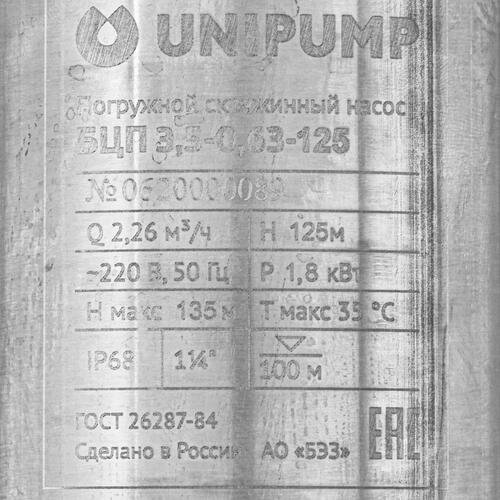 UNIPUMP
Погружной скважинный насос
БЦП 3,5-0,63-125
№ 0620000089
Q 2,26 м³/ч H 125м
~220 В, 50 Гц P 1,8 кВт
H макс 135 м T макс 35 °C
IP68 1¼" 100 м
ГОСТ 26287-84
Сделано в России АО «БЭЗ» EAC